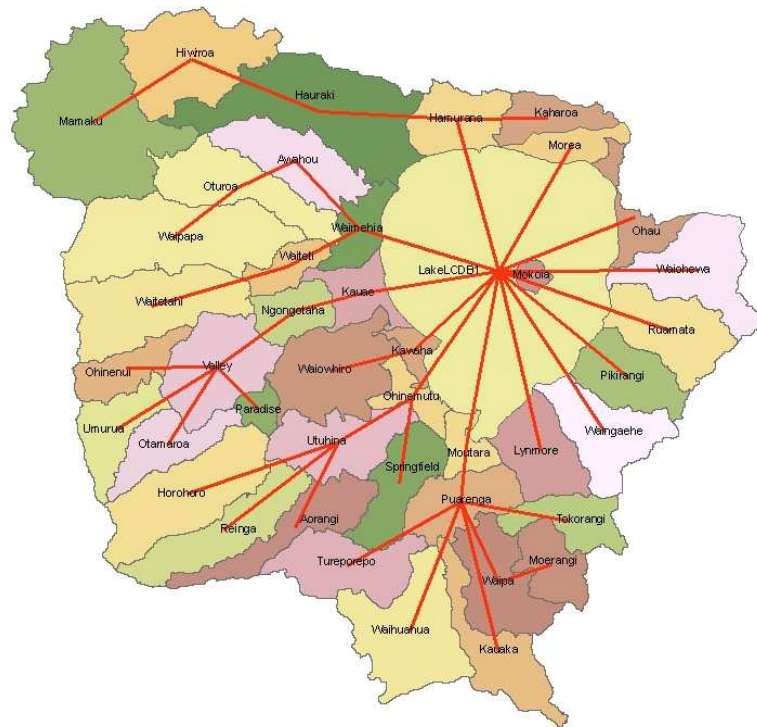 Hiwiroa
Hauraki
Mamaku
Hamurana
Kaharoa
Morea
Awahou
Oturoa
Waimehia
Ohau
Waipapa
Waiteti
LakeLCDB1
Mokoia
Waiohewa
Kauae
Waitetahi
Ngongotaha
Ruamata
Kawaha
Ohinenui
Valley
Waiowhiro
Pikirangi
Ohinemutu
Paradise
Umurua
Otamaroa
Utuhina
Moutara
Lynmore
Waingaehe
Springfield
Horohoro
Puarenga
Reinga
Aorangi
Tokorangi
Tureporepo
Moerangi
Waipa
Waihuahua
Kauaka